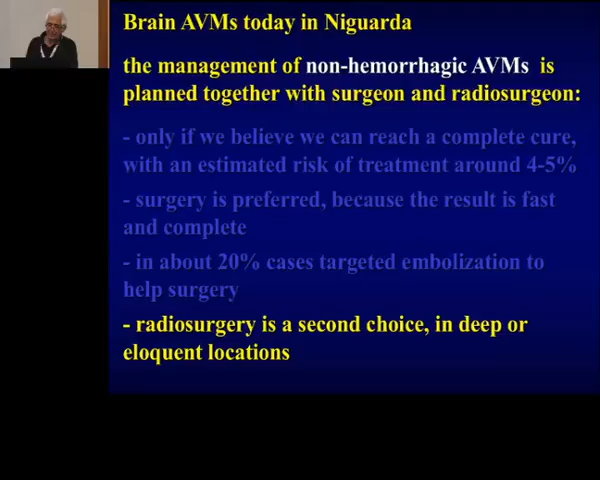 Brain AVMs today in Niguarda
the management of non-hemorrhagic AVMs is
planned together with surgeon and radiosurgeon:
- only if we believe we can reach a complete cure,
with an estimated risk of treatment around 4-5%
- surgery is preferred, because the result is fast
and complete
- in about 20% cases targeted embolization to
help surgery
- radiosurgery is a second choice, in deep or
eloquent locations